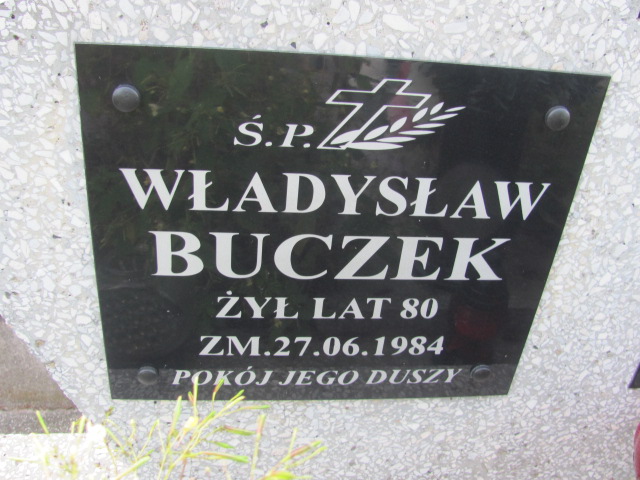 Ś.P.
WŁADYSŁAW
BUCZEK
ŻYŁ LAT 80
ZM.27.06.1984
POKÓJ JEGO DUSZY